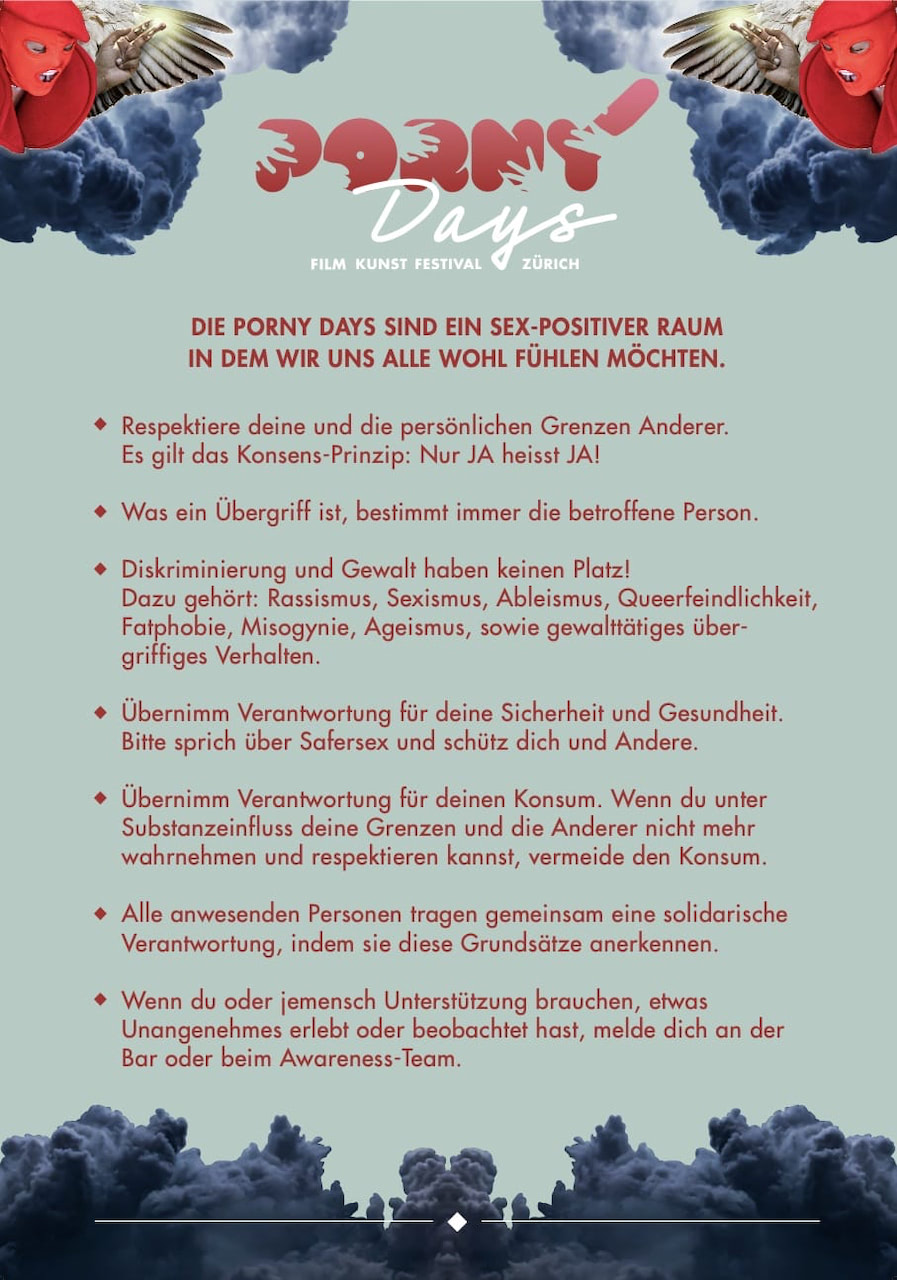 PORNY
Days
FILM KUNST FESTIVAL ZÜRICH
DIE PORNY DAYS SIND EIN SEX-POSITIVER RAUM
IN DEM WIR UNS ALLE WOHL FÜHLEN MÖCHTEN.
◆ Respektiere deine und die persönlichen Grenzen Anderer.
Es gilt das Konsens-Prinzip: Nur JA heisst JA!
◆ Was ein Übergriff ist, bestimmt immer die betroffene Person.
◆ Diskriminierung und Gewalt haben keinen Platz!
Dazu gehört: Rassismus, Sexismus, Ableismus, Queerfeindlichkeit,
Fatphobie, Misogynie, Ageismus, sowie gewalttätiges über-
griffiges Verhalten.
◆ Übernimm Verantwortung für deine Sicherheit und Gesundheit.
Bitte sprich über Safersex und schütz dich und Andere.
◆ Übernimm Verantwortung für deinen Konsum. Wenn du unter
Substanzeinfluss deine Grenzen und die Anderer nicht mehr
wahrnehmen und respektieren kannst, vermeide den Konsum.
◆ Alle anwesenden Personen tragen gemeinsam eine solidarische
Verantwortung, indem sie diese Grundsätze anerkennen.
◆ Wenn du oder jemensch Unterstützung brauchen, etwas
Unangenehmes erlebt oder beobachtet hast, melde dich an der
Bar oder beim Awareness-Team.